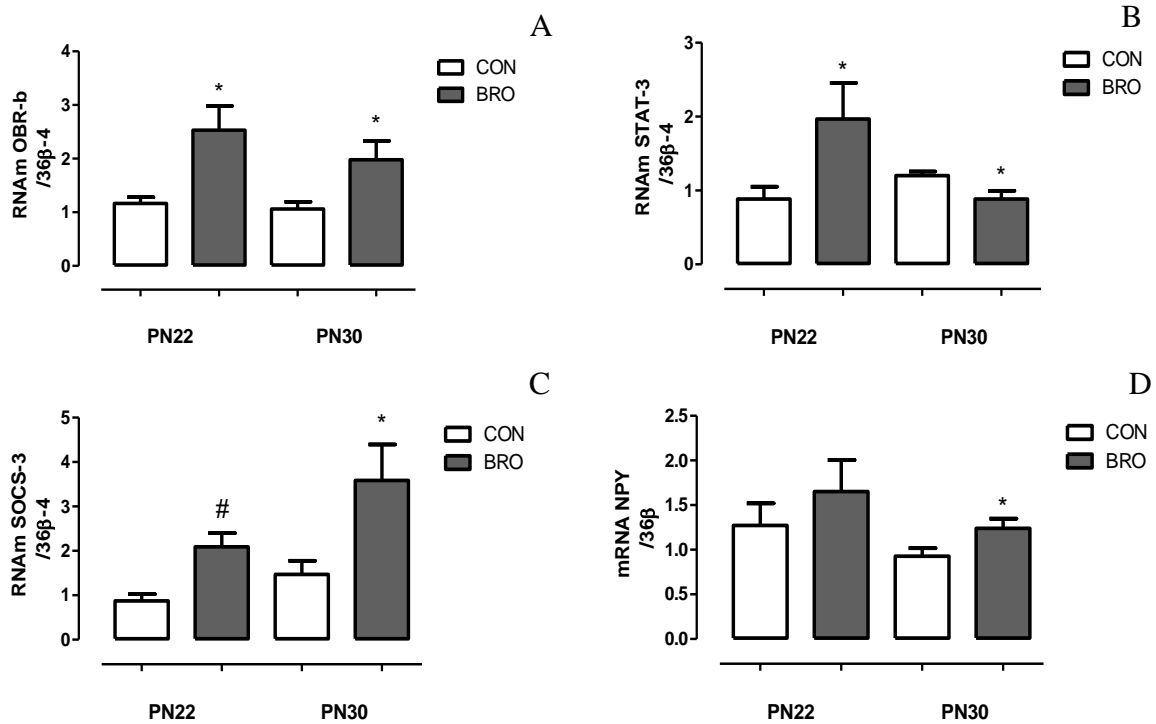 A
RNAm OBR-b
/36β-4
4
3
2
1
0
*
*
CON
BRO
PN22
PN30
B
RNAm STAT-3
/36β-4
3
2
1
0
*
*
CON
BRO
PN22
PN30
C
RNAm SOCS-3
/36β-4
5
4
3
2
1
0
#
*
CON
BRO
PN22
PN30
D
mRNA NPY
/36β
2.5
2.0
1.5
1.0
0.5
0.0
*
CON
BRO
PN22
PN30